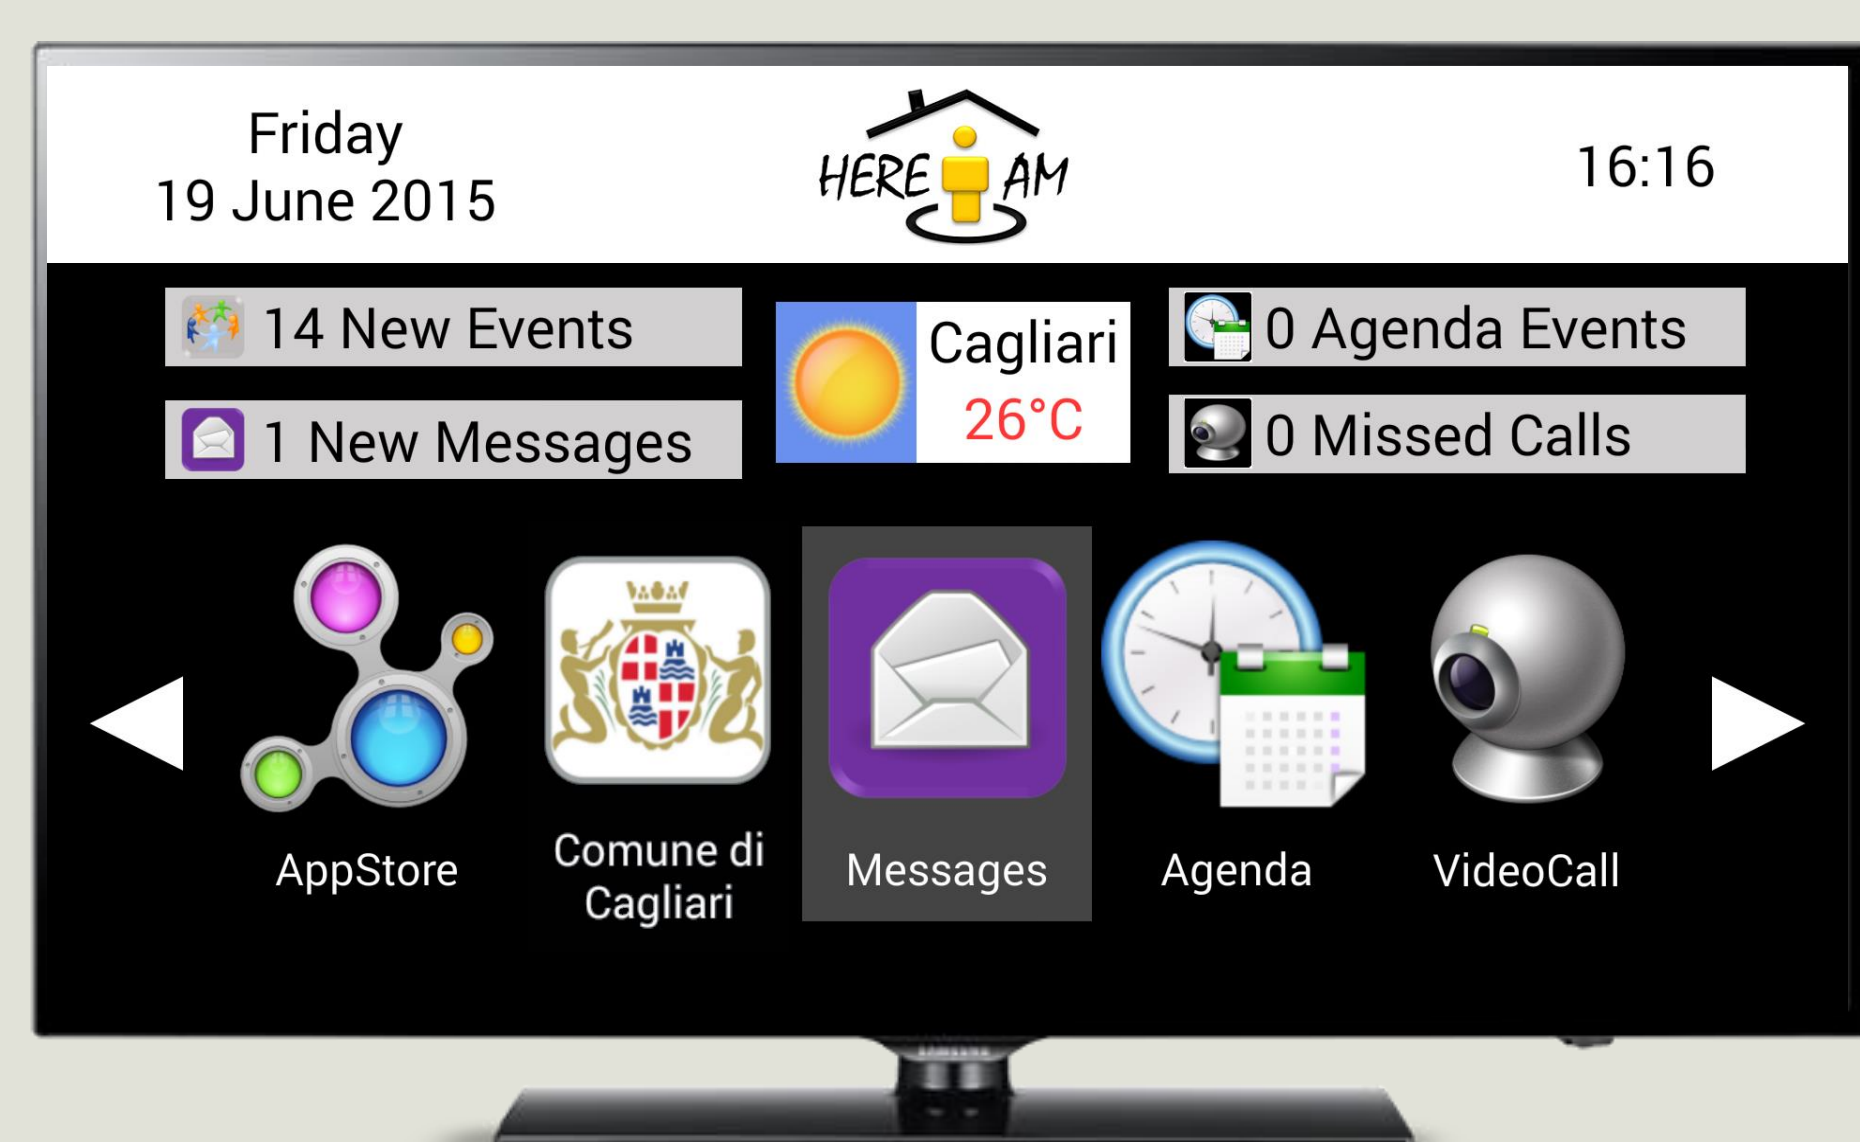 Friday
19 June 2015
HERE AM
16:16
14 New Events
1 New Messages
Cagliari
26°C
0 Agenda Events
0 Missed Calls
AppStore
Comune di
Cagliari
Messages
Agenda
VideoCall
SAMSUNG